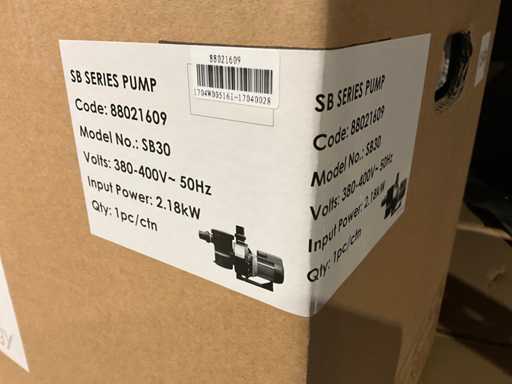 88021609
1704W005161-17040028
SB SERIES PUMP
Code: 88021609
Model No.: SB30
Volts: 380-400V~ 50Hz
Input Power: 2.18kW
Qty: 1pc/ctn
SB SERIES PUMP
Code: 88021609
Model No.: SB30
Volts: 380-400V~ 50Hz
Input Power: 2.18kW
Qty: 1pc/ctn